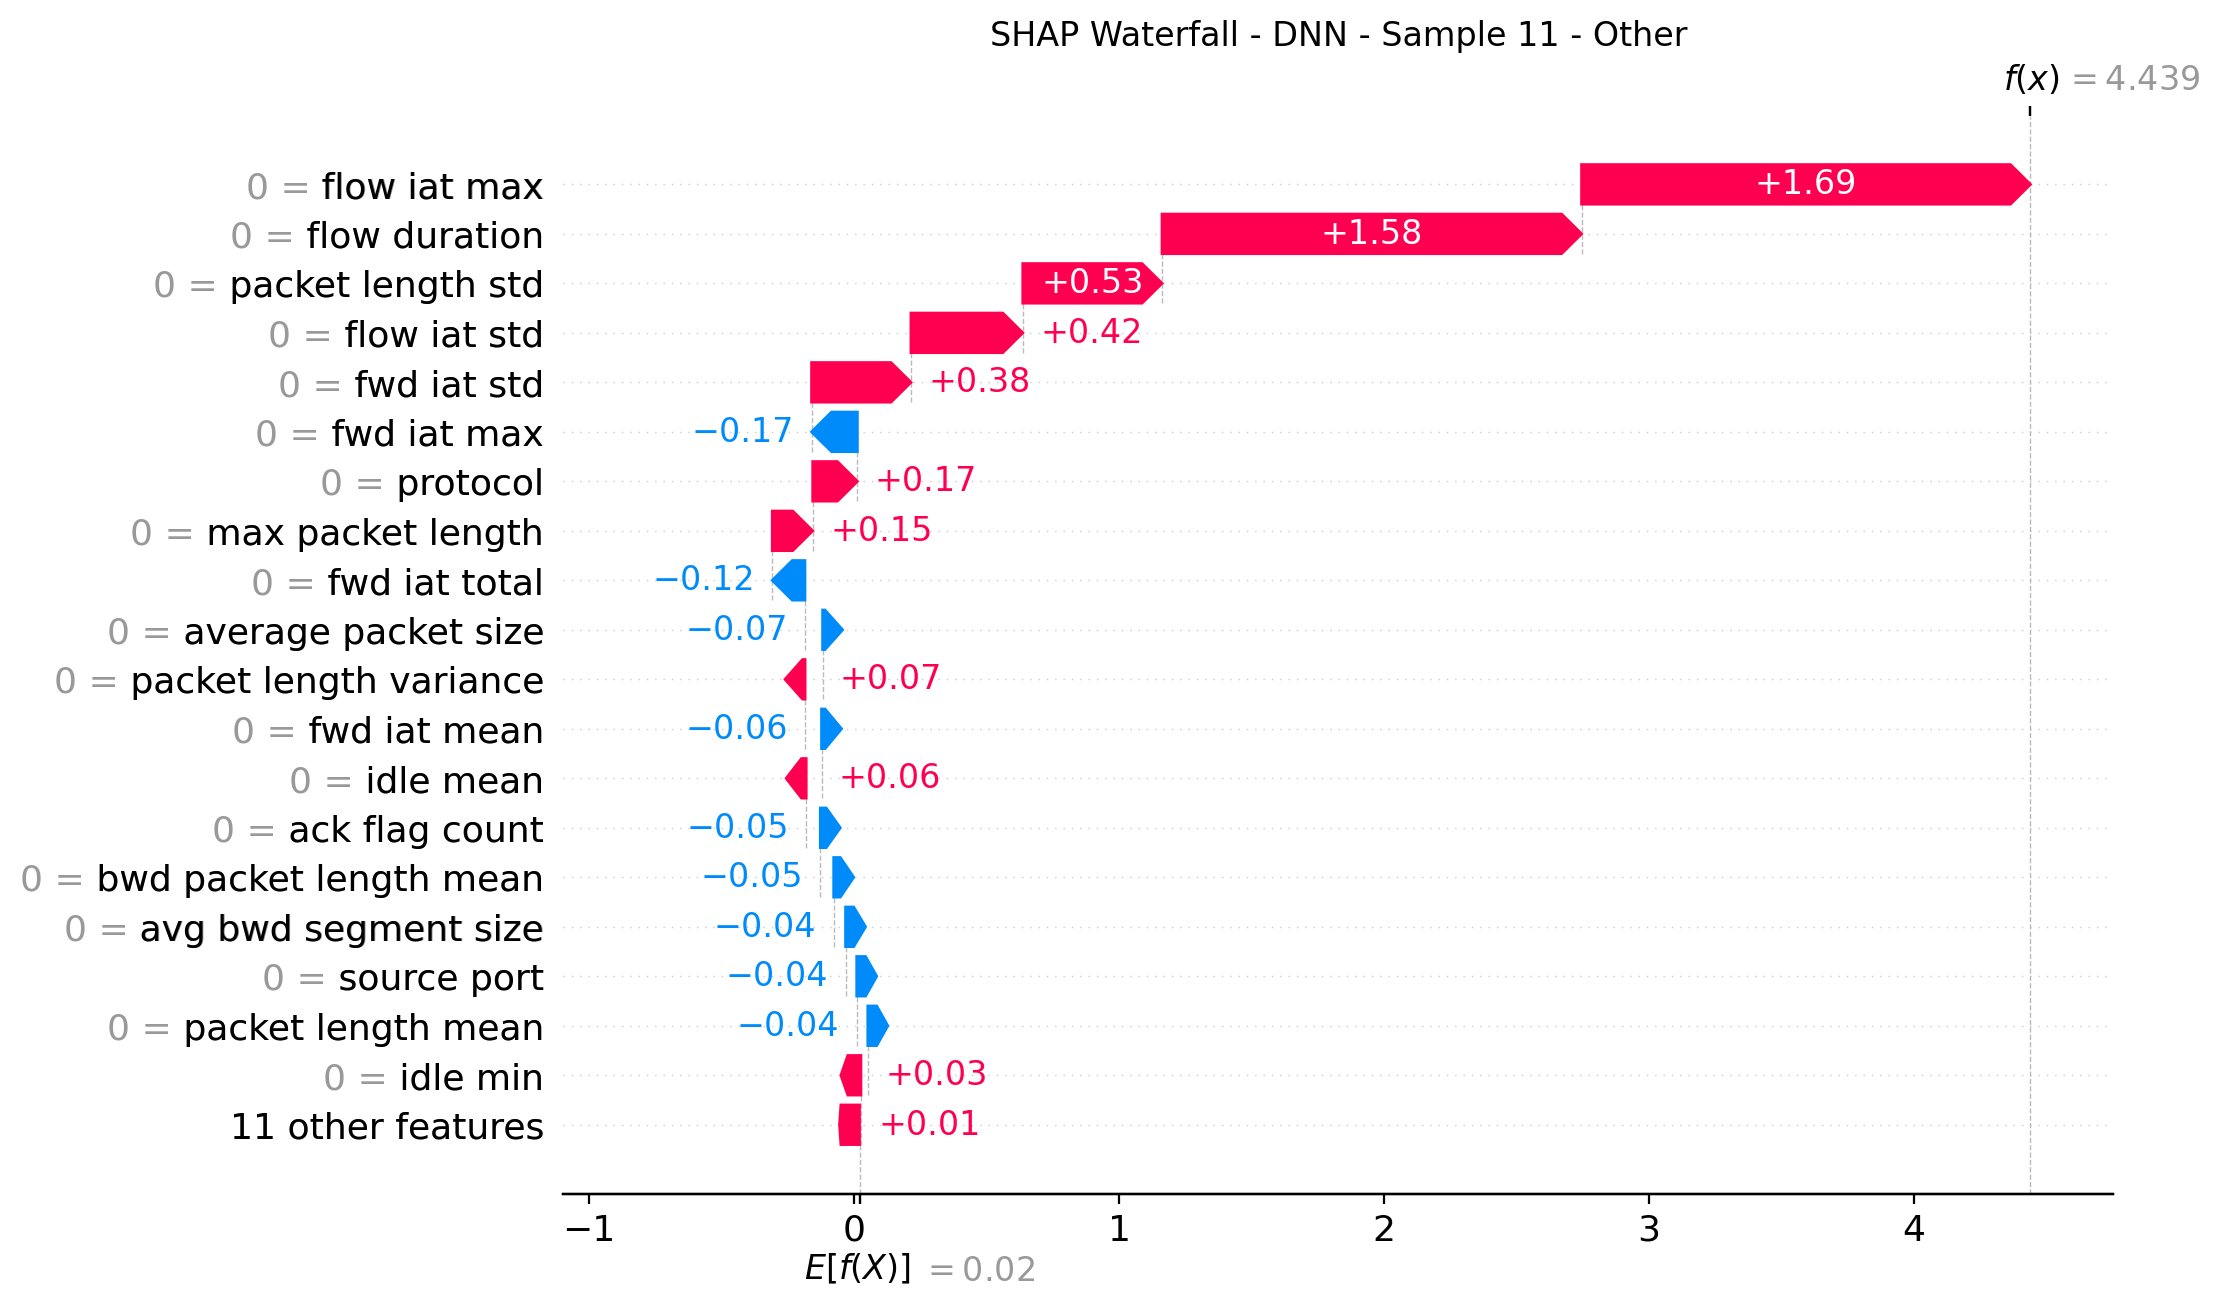 SHAP Waterfall - DNN - Sample 11 - Other
f(x) = 4.439
0 = flow iat max +1.69
0 = flow duration +1.58
0 = packet length std +0.53
0 = flow iat std +0.42
0 = fwd iat std +0.38
0 = fwd iat max −0.17
0 = protocol +0.17
0 = max packet length +0.15
0 = fwd iat total −0.12
0 = average packet size −0.07
0 = packet length variance +0.07
0 = fwd iat mean −0.06
0 = idle mean +0.06
0 = ack flag count −0.05
0 = bwd packet length mean −0.05
0 = avg bwd segment size −0.04
0 = source port −0.04
0 = packet length mean −0.04
0 = idle min +0.03
11 other features +0.01
−1 0 1 2 3 4
E[f(X)] = 0.02